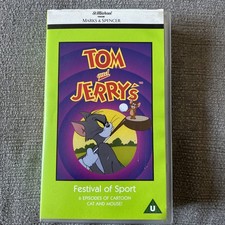 St Michael
MARKS & SPENCER
TOM
and
JERRY'S
Festival of Sport
6 EPISODES OF CARTOON
CAT AND MOUSE!
U